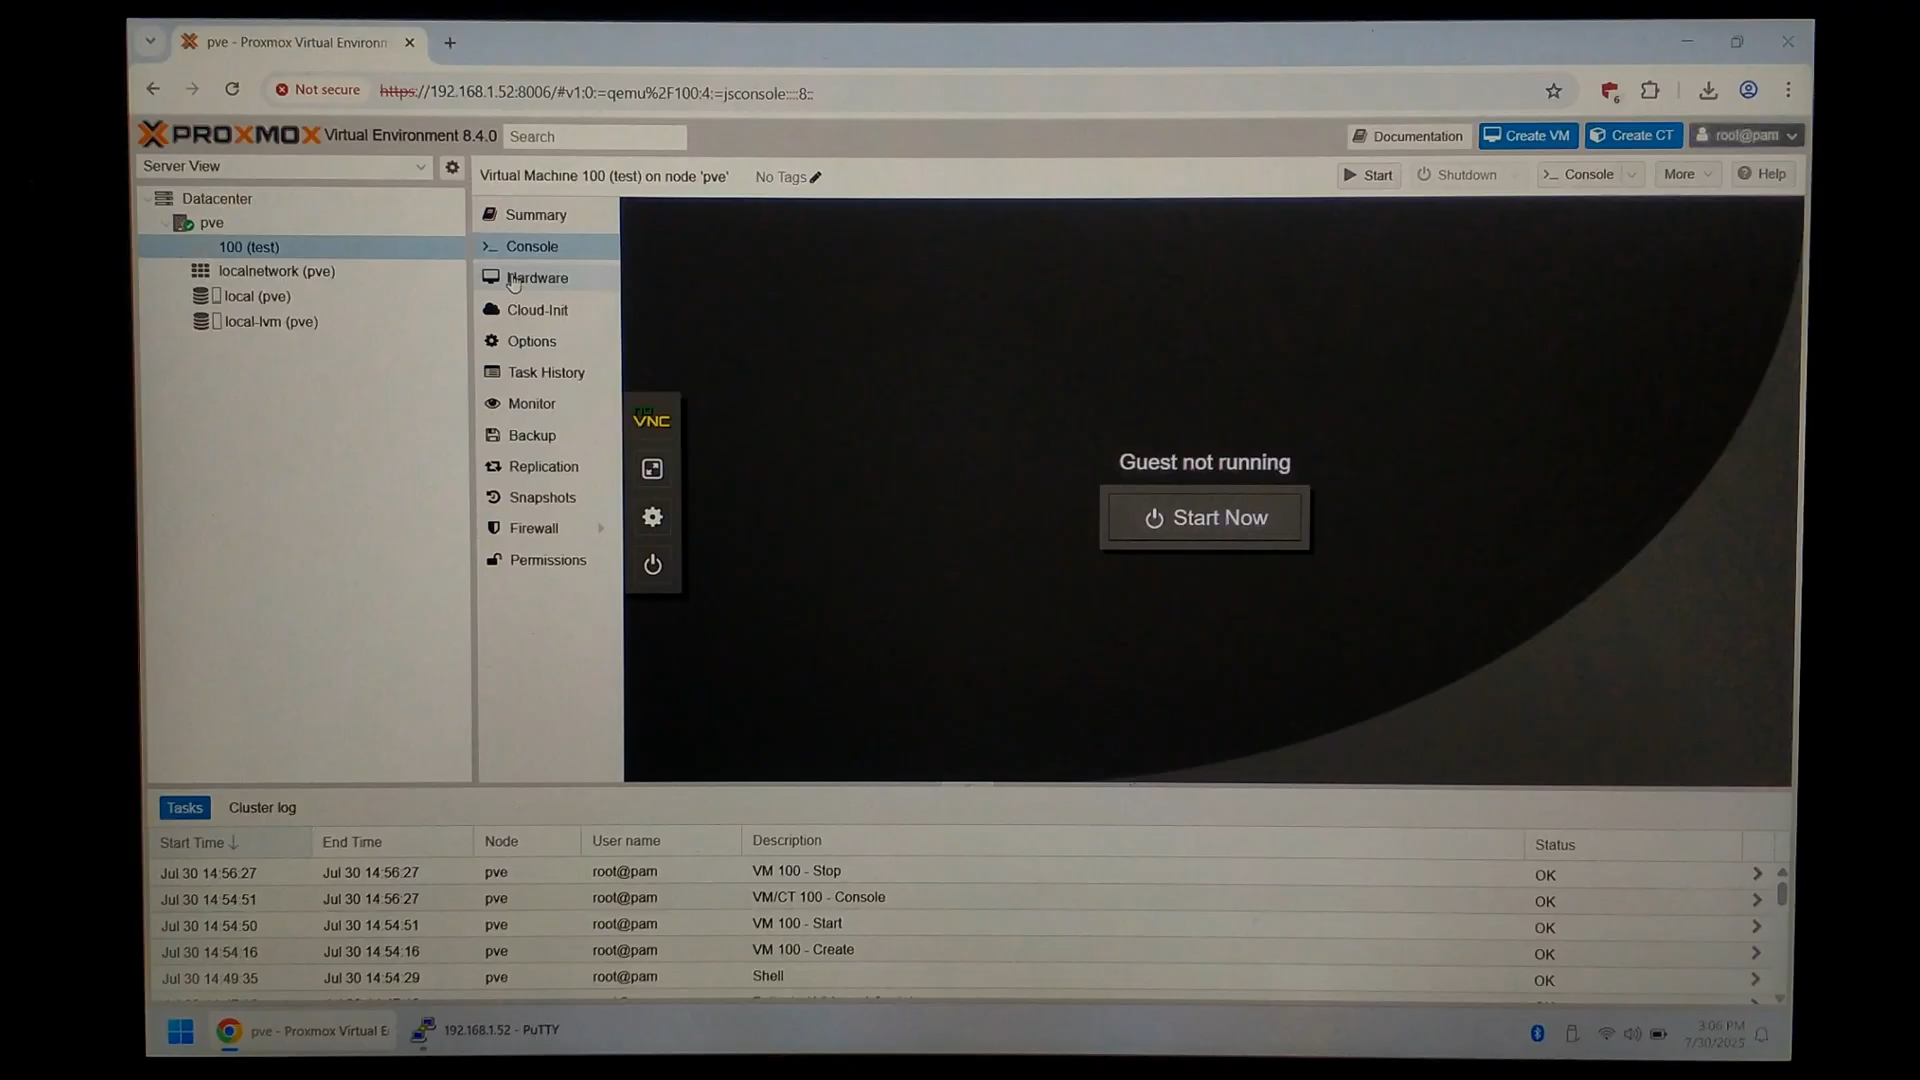 pve - Proxmox Virtual Environn
Not secure https://192.168.1.52:8006/#v1:0:=qemu%2F100:4:=jsconsole::::8::
6
PROXMOX Virtual Environment 8.4.0 Search Documentation Create VM Create CT root@pam
Server View
Virtual Machine 100 (test) on node 'pve' No Tags Start Shutdown >_ Console More Help
Datacenter
pve
100 (test)
localnetwork (pve)
local (pve)
local-lvm (pve)
Summary
>_ Console
Hardware
Cloud-Init
Options
Task History
Monitor
Backup
Replication
Snapshots
Firewall
Permissions
no
VNC
Guest not running
Start Now
Tasks Cluster log
Start Time End Time Node User name Description Status
Jul 30 14:56:27 Jul 30 14:56:27 pve root@pam VM 100 - Stop OK
Jul 30 14:54:51 Jul 30 14:56:27 pve root@pam VM/CT 100 - Console OK
Jul 30 14:54:50 Jul 30 14:54:51 pve root@pam VM 100 - Start OK
Jul 30 14:54:16 Jul 30 14:54:16 pve root@pam VM 100 - Create OK
Jul 30 14:49:35 Jul 30 14:54:29 pve root@pam Shell OK
pve - Proxmox Virtual E
192.168.1.52 - PuTTY
3:06 PM
7/30/2025